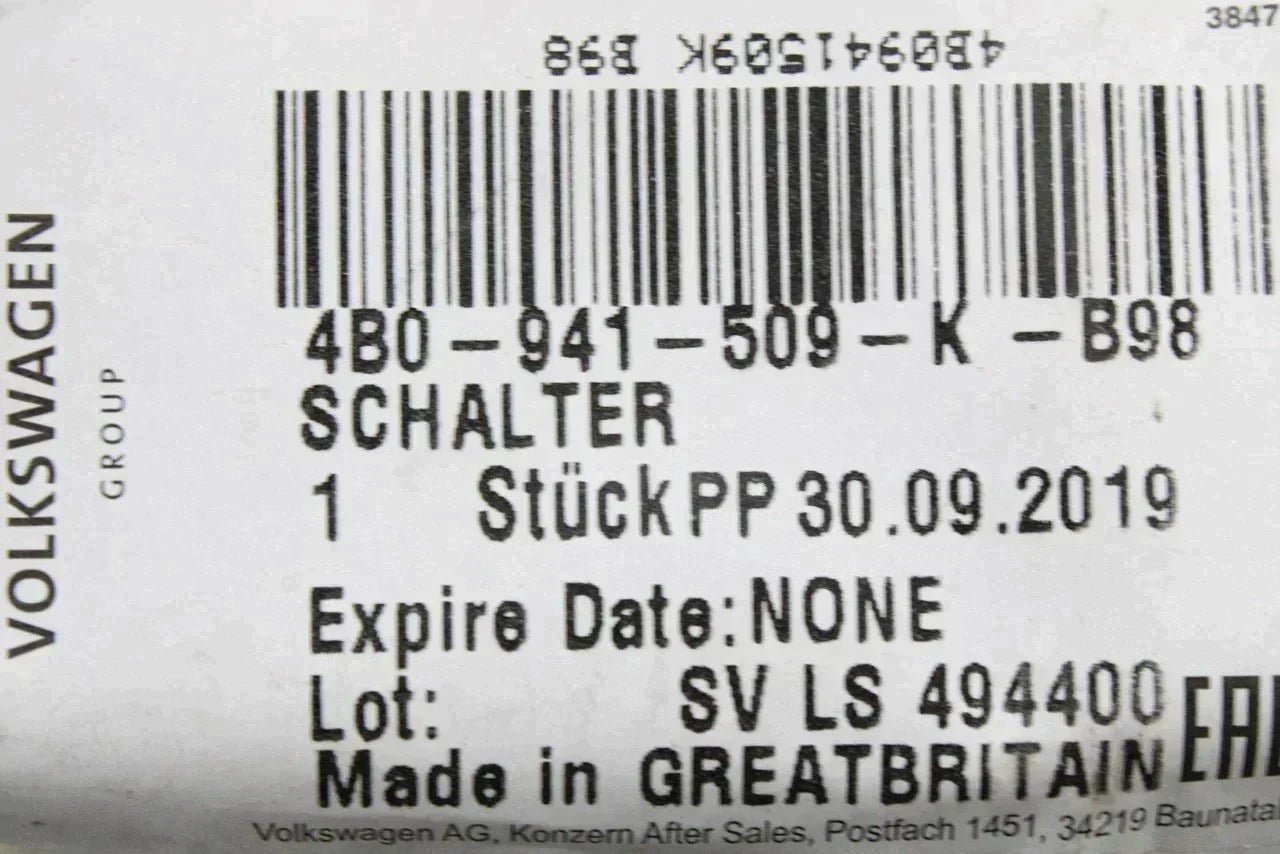 3847
4B0941509K B98
4B0-941-509-K-B98
SCHALTER
1 Stück PP 30.09.2019
Expire Date: NONE
Lot: SV LS 494400
Made in GREATBRITAIN
EAC
Volkswagen AG, Konzern After Sales, Postfach 1451, 34219 Baunatal
VOLKSWAGEN
GROUP